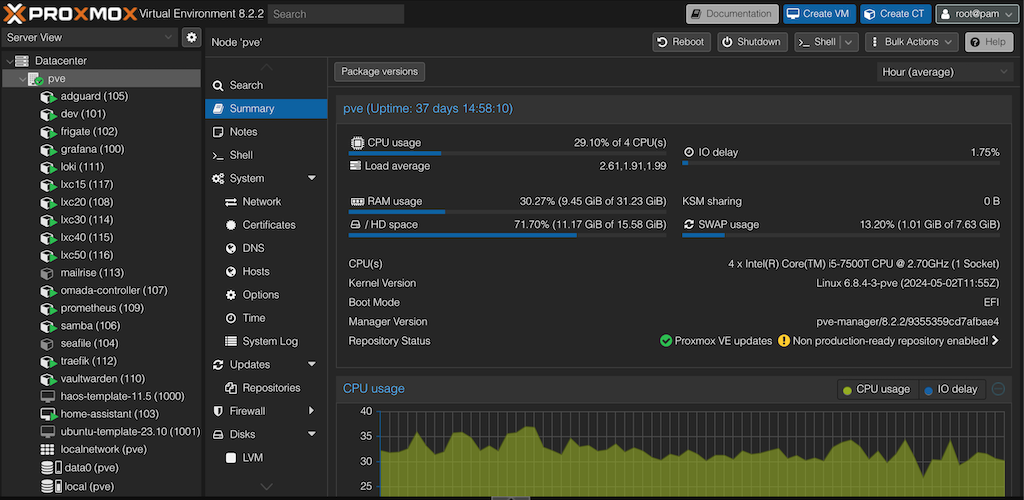 PROXMOX Virtual Environment 8.2.2 Search Documentation Create VM Create CT root@pam
Server View
Node 'pve' Reboot Shutdown Shell Bulk Actions Help
Datacenter
pve
adguard (105)
dev (101)
frigate (102)
grafana (100)
loki (111)
lxc15 (117)
lxc20 (108)
lxc30 (114)
lxc40 (115)
lxc50 (116)
mailrise (113)
omada-controller (107)
prometheus (109)
samba (106)
seafile (104)
traefik (112)
vaultwarden (110)
haos-template-11.5 (1000)
home-assistant (103)
ubuntu-template-23.10 (1001)
localnetwork (pve)
data0 (pve)
local (pve)
Search
Summary
Notes
Shell
System
Network
Certificates
DNS
Hosts
Options
Time
System Log
Updates
Repositories
Firewall
Disks
LVM
Package versions Hour (average)
pve (Uptime: 37 days 14:58:10)
CPU usage 29.10% of 4 CPU(s)
IO delay 1.75%
Load average 2.61,1.91,1.99
RAM usage 30.27% (9.45 GiB of 31.23 GiB) KSM sharing 0 B
/ HD space 71.70% (11.17 GiB of 15.58 GiB) SWAP usage 13.20% (1.01 GiB of 7.63 GiB)
CPU(s) 4 x Intel(R) Core(TM) i5-7500T CPU @ 2.70GHz (1 Socket)
Kernel Version Linux 6.8.4-3-pve (2024-05-02T11:55Z)
Boot Mode EFI
Manager Version pve-manager/8.2.2/9355359cd7afbae4
Repository Status Proxmox VE updates Non production-ready repository enabled!
CPU usage CPU usage IO delay
40
35
30
25